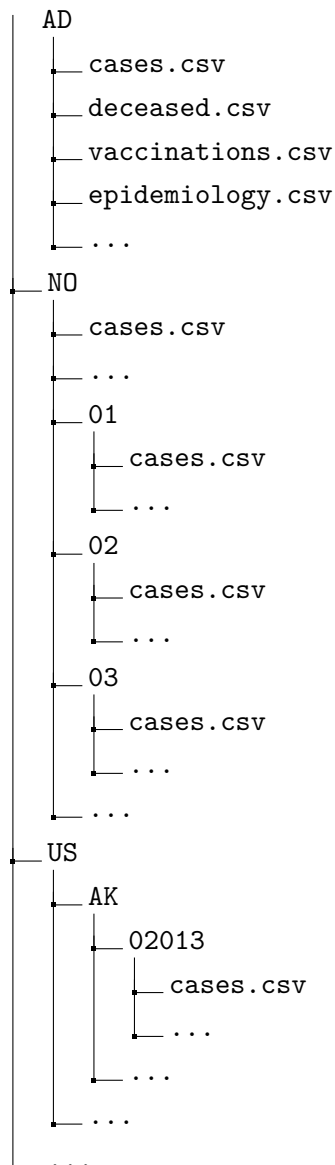 AD
cases.csv
deceased.csv
vaccinations.csv
epidemiology.csv
...
NO
cases.csv
...
01
cases.csv
...
02
cases.csv
...
03
cases.csv
...
...
US
AK
02013
cases.csv
...
...
...
...